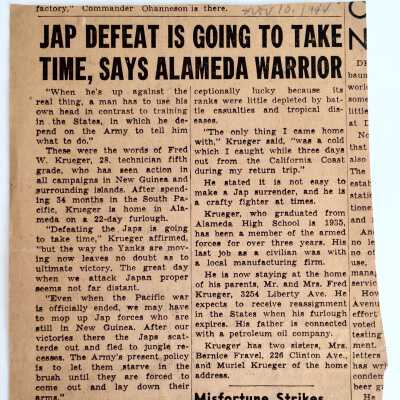 factory," Commander Ohanneson is there.
Nov 10, 1944
JAP DEFEAT IS GOING TO TAKE
TIME, SAYS ALAMEDA WARRIOR
"When he's up against the
real thing, a man has to use his
own head in contrast to training
in the States, in which he de-
pend on the Army to tell him
what to do."
These were the words of Fred
W. Krueger, 28, technician fifth
grade, who has seen action in
all campaigns in New Guinea and
surrounding islands. After spend-
ing 34 months in the South Pa-
cific, Krueger is home in Ala-
meda on a 22-day furlough.
"Defeating the Japs is going
to take time," Krueger affirmed,
"but the way the Yanks are mov-
ing now leaves no doubt as to
ultimate victory. The great day
when we attack Japan proper
seems not far distant.
"Even when the Pacific war
is officially ended, we may have
to mop up Jap forces who are
still in New Guinea. After our
victories there the Japs scat-
terde out and fled to jungle re-
cesses. The Army's present policy
is to let them starve in the
brush until they are forced to
come out and lay down their
arms."
ceptionally lucky because its
ranks were little depleted by bat-
tle casualties and tropical dis-
eases.
"The only thing I came home
with," Krueger said, "was a cold
which I caught while three days
out from the California Coast
during my return trip."
He stated it is not easy to
make a Jap surrender, and he is
a crafty fighter at times.
Krueger, who graduated from
Alameda High School in 1935,
has been a member of the armed
forces for over three years. His
last job as a civilian was with
a local manufacturing firm.
He is now staying at the home
of his parents, Mr. and Mrs. Fred
Krueger, 3254 Liberty Ave. He
expects to receive reassignment
in the States when his furlough
expires. His father is connected
with a petroleum oil company.
Krueger has two sisters, Mrs.
Bernice Fravel, 226 Clinton Ave.,
and Muriel Krueger of the home
address.
Misfortune Strikes